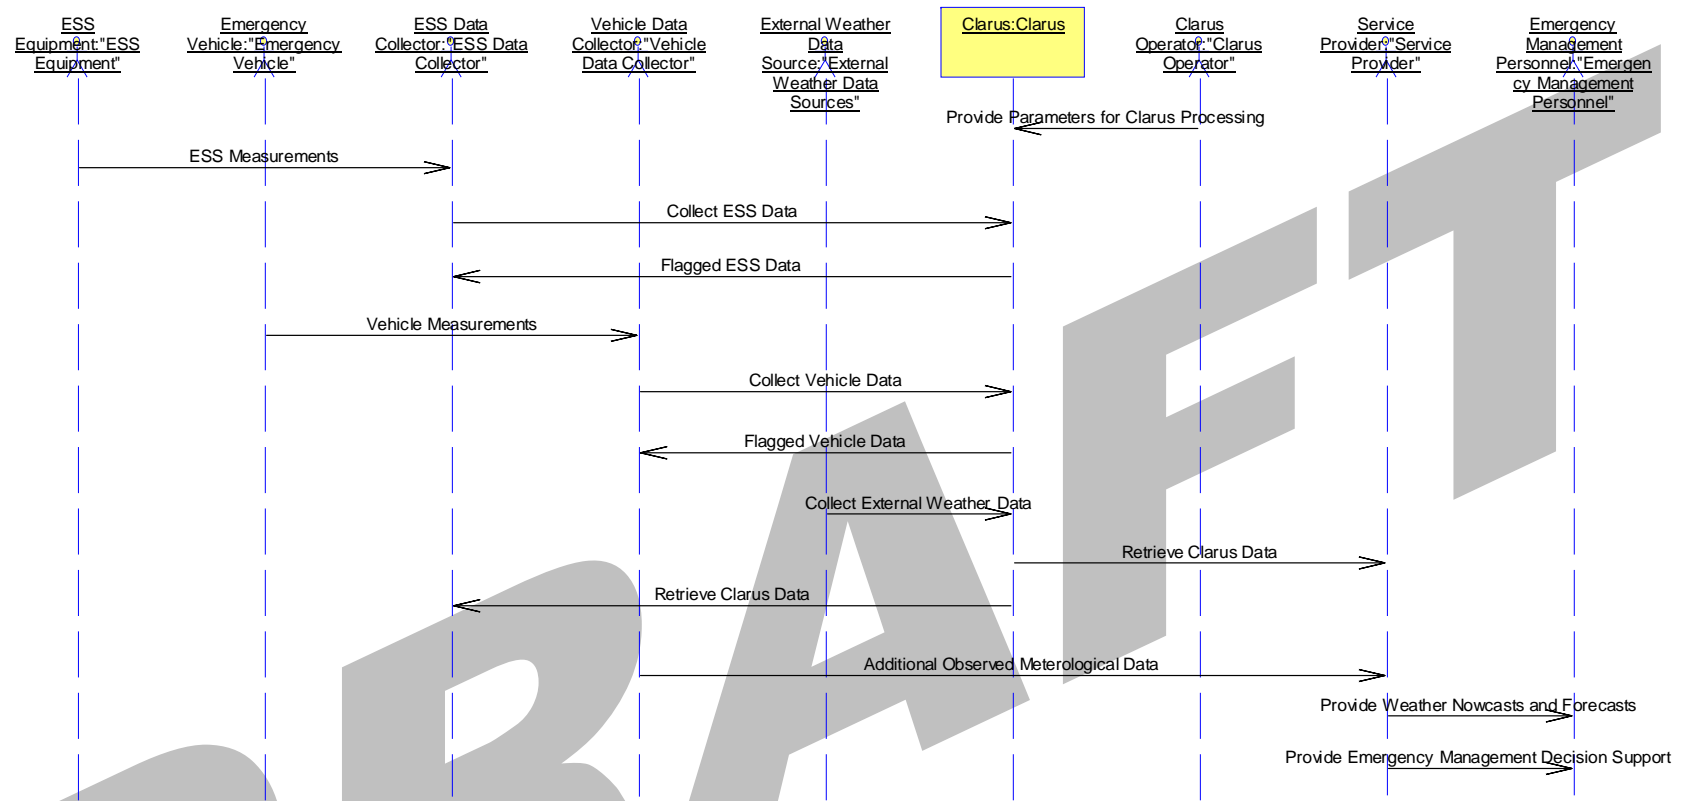 ESS
Equipment:"ESS
Equipment"
Emergency
Vehicle:"Emergency
Vehicle"
ESS Data
Collector:"ESS Data
Collector"
Vehicle Data
Collector:"Vehicle
Data Collector"
External Weather
Data
Source:"External
Weather Data
Sources"
Clarus:Clarus
Clarus
Operator:"Clarus
Operator"
Service
Provider:"Service
Provider"
Emergency
Management
Personnel:"Emergen
cy Management
Personnel"
Provide Parameters for Clarus Processing
ESS Measurements
Collect ESS Data
Flagged ESS Data
Vehicle Measurements
Collect Vehicle Data
Flagged Vehicle Data
Collect External Weather Data
Retrieve Clarus Data
Retrieve Clarus Data
Additional Observed Meterological Data
Provide Weather Nowcasts and Forecasts
Provide Emergency Management Decision Support
DRAFT